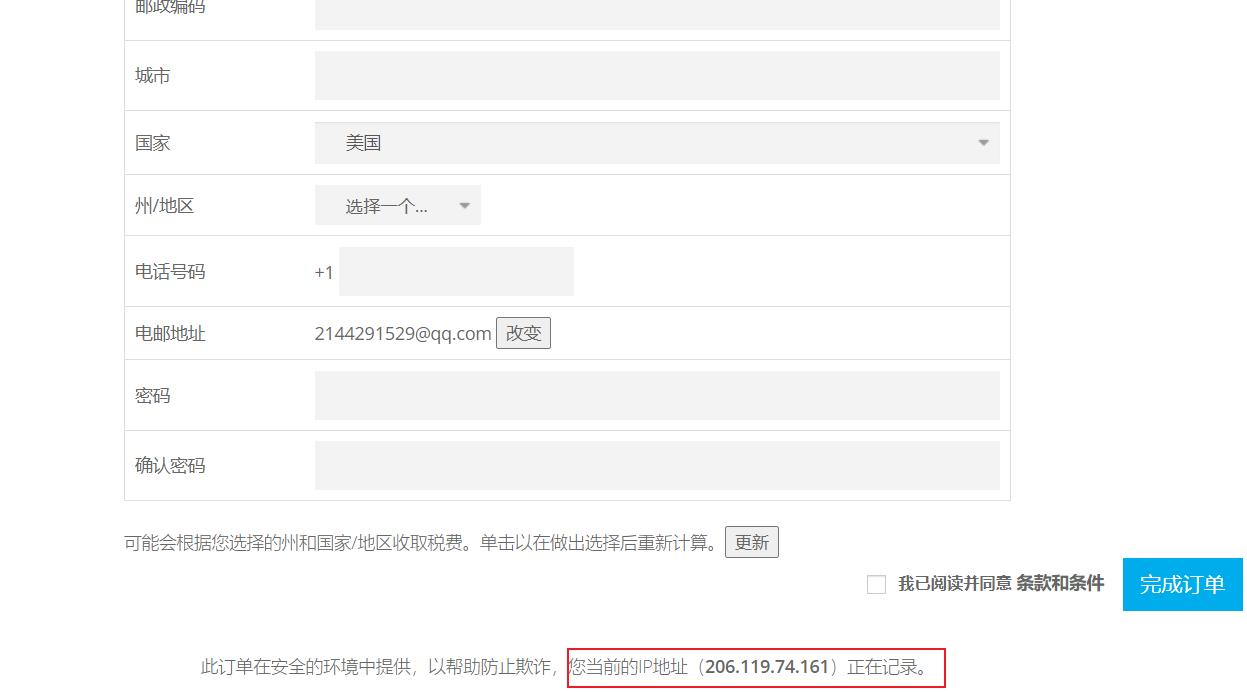 邮政编码
城市
国家 美国
州/地区 选择一个...
电话号码 +1
电邮地址 2144291529@qq.com 改变
密码
确认密码
可能会根据您选择的州和国家/地区收取税费。单击以在做出选择后重新计算。 更新
我已阅读并同意 条款和条件 完成订单
此订单在安全的环境中提供，以帮助防止欺诈，您当前的IP地址（206.119.74.161）正在记录。